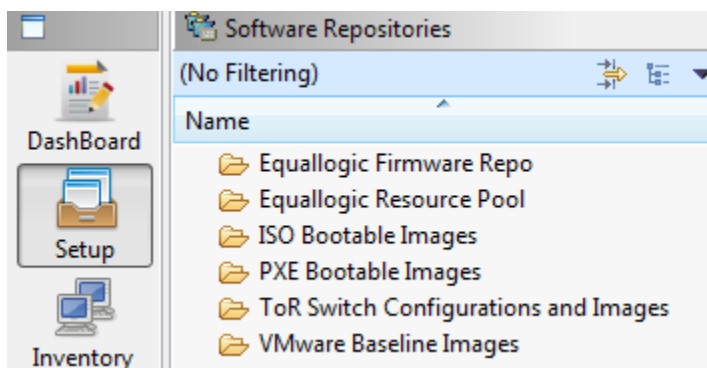 Software Repositories
(No Filtering)
Name
DashBoard
Equallogic Firmware Repo
Equallogic Resource Pool
Setup
ISO Bootable Images
PXE Bootable Images
ToR Switch Configurations and Images
Inventory
VMware Baseline Images